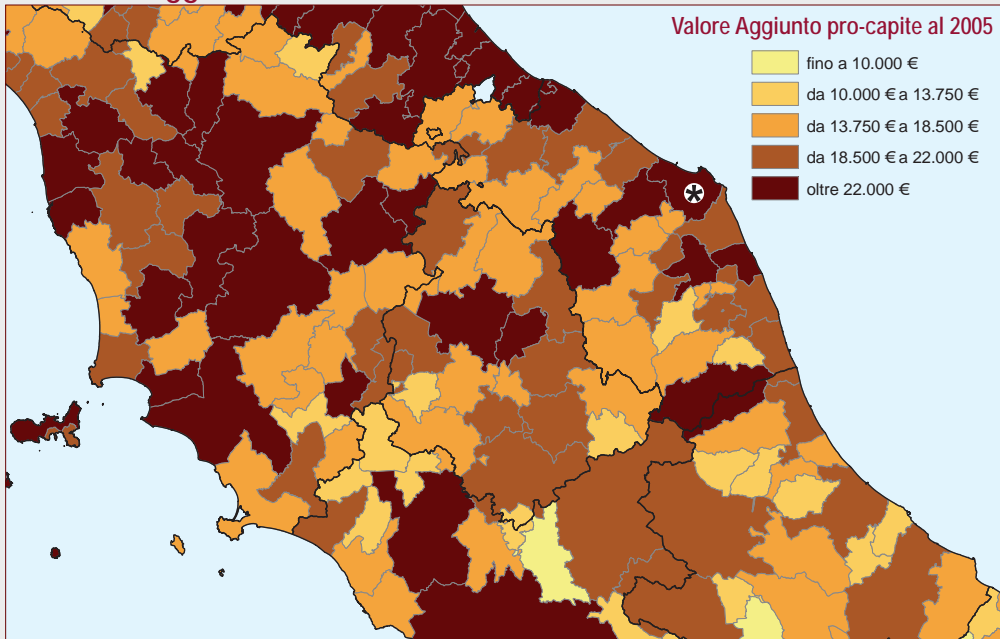 Valore Aggiunto pro-capite al 2005
fino a 10.000 €
da 10.000 € a 13.750 €
da 13.750 € a 18.500 €
da 18.500 € a 22.000 €
oltre 22.000 €
*